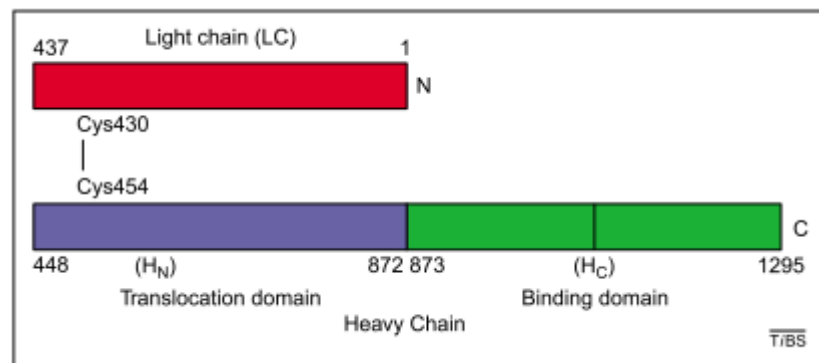 Light chain (LC)
437 1
N
Cys430
Cys454
C
448 (HN) 872 873 (HC) 1295
Translocation domain Binding domain
Heavy Chain
TiBS